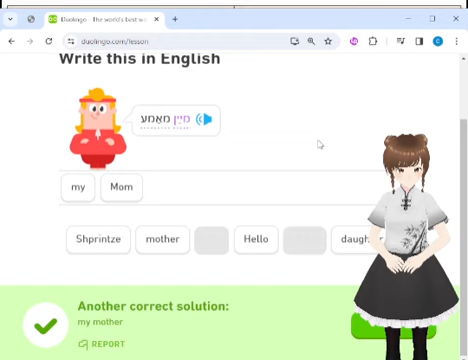 Duolingo - The world's best wa
duolingo.com/lesson
Write this in English
מײַן מאַמע
my Mom
Shprintze mother Hello
Another correct solution:
my mother
REPORT